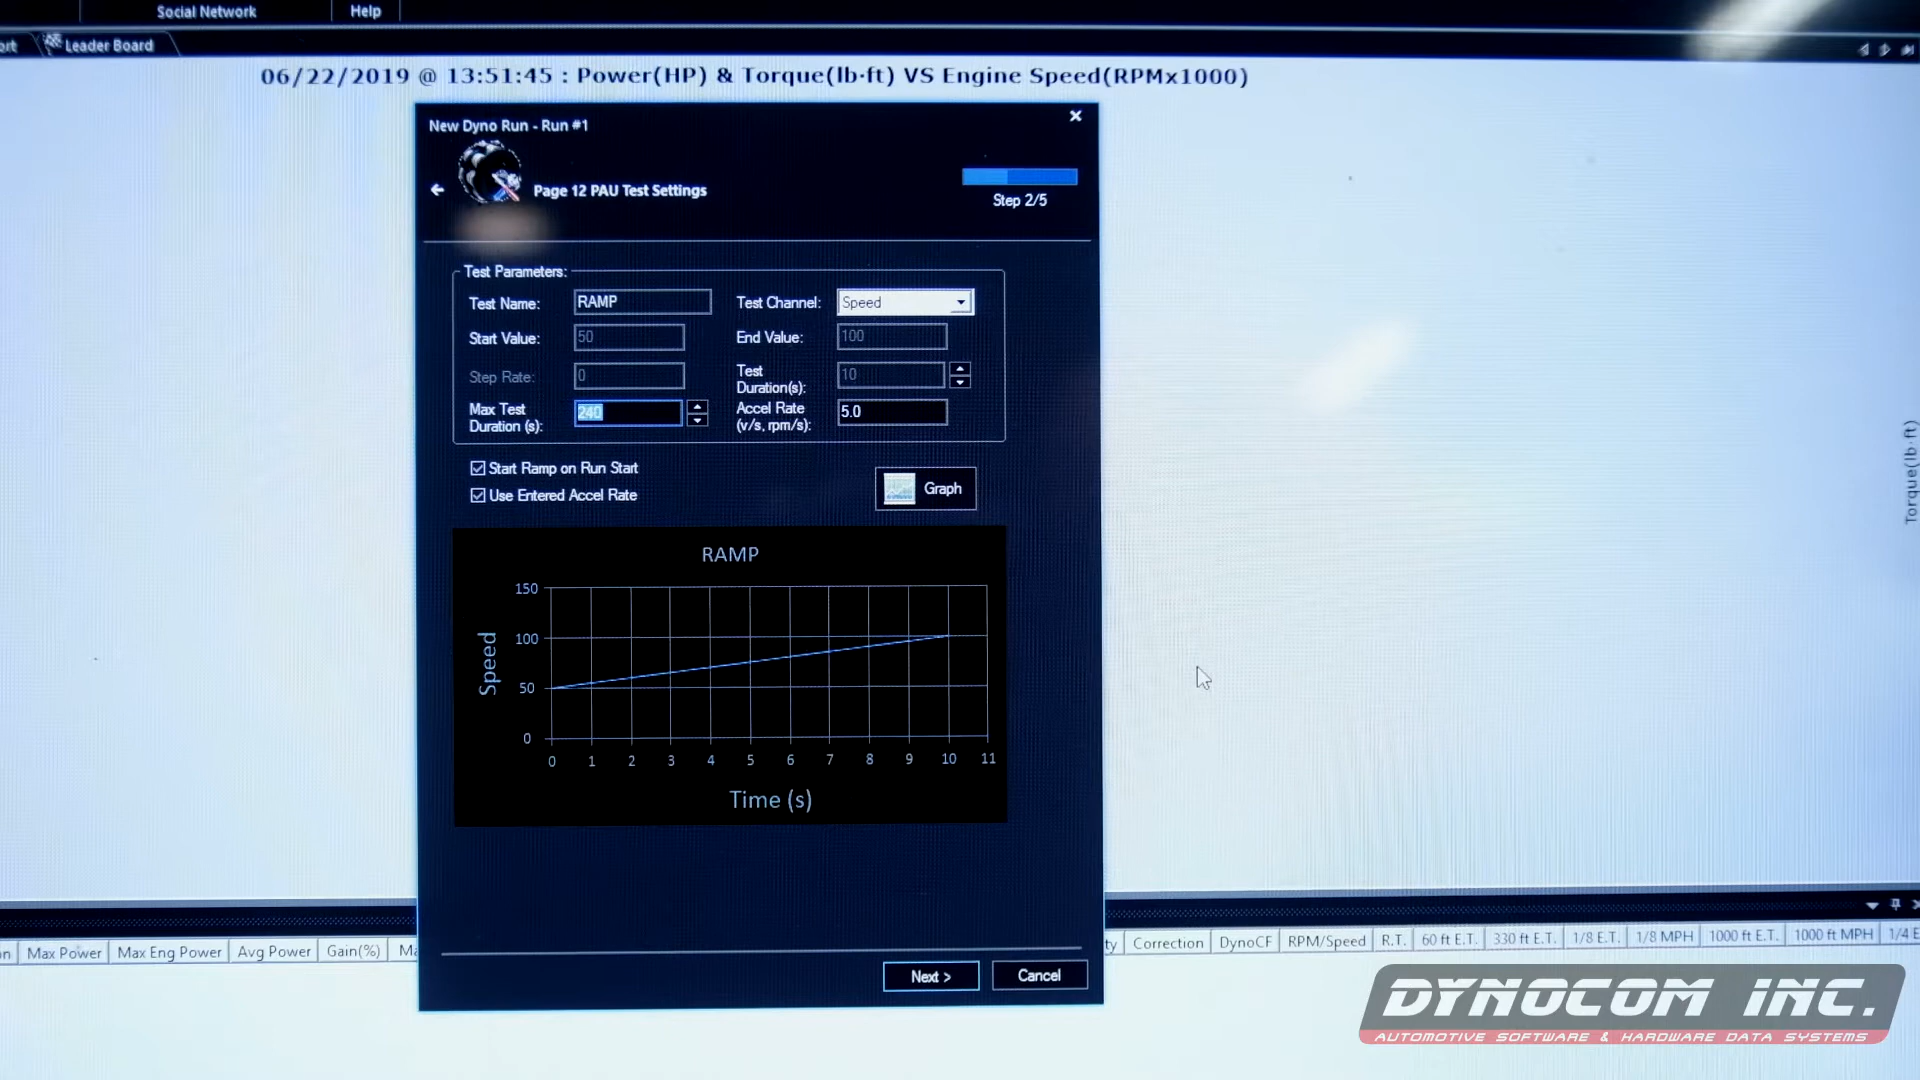 Social Network Help
ort Leader Board
06/22/2019 @ 13:51:45 : Power(HP) & Torque(lb·ft) VS Engine Speed(RPMx1000)
New Dyno Run - Run #1
Page 12 PAU Test Settings
Step 2/5
Test Parameters:
Test Name: RAMP Test Channel: Speed
Start Value: 50 End Value: 100
Step Rate: 0 Test Duration(s): 10
Max Test Duration (s): 240 Accel Rate (v/s, rpm/s): 5.0
Start Ramp on Run Start
Use Entered Accel Rate
Graph
RAMP
150
100
50
0
Speed
0 1 2 3 4 5 6 7 8 9 10 11
Time (s)
Torque(lb·ft)
on Max Power Max Eng Power Avg Power Gain(%) Ma ty Correction DynoCF RPM/Speed R.T. 60 ft E.T. 330 ft E.T. 1/8 E.T. 1/8 MPH 1000 ft E.T. 1000 ft MPH 1/4 E
Next > Cancel
DYNOCOM INC.
AUTOMOTIVE SOFTWARE & HARDWARE DATA SYSTEMS